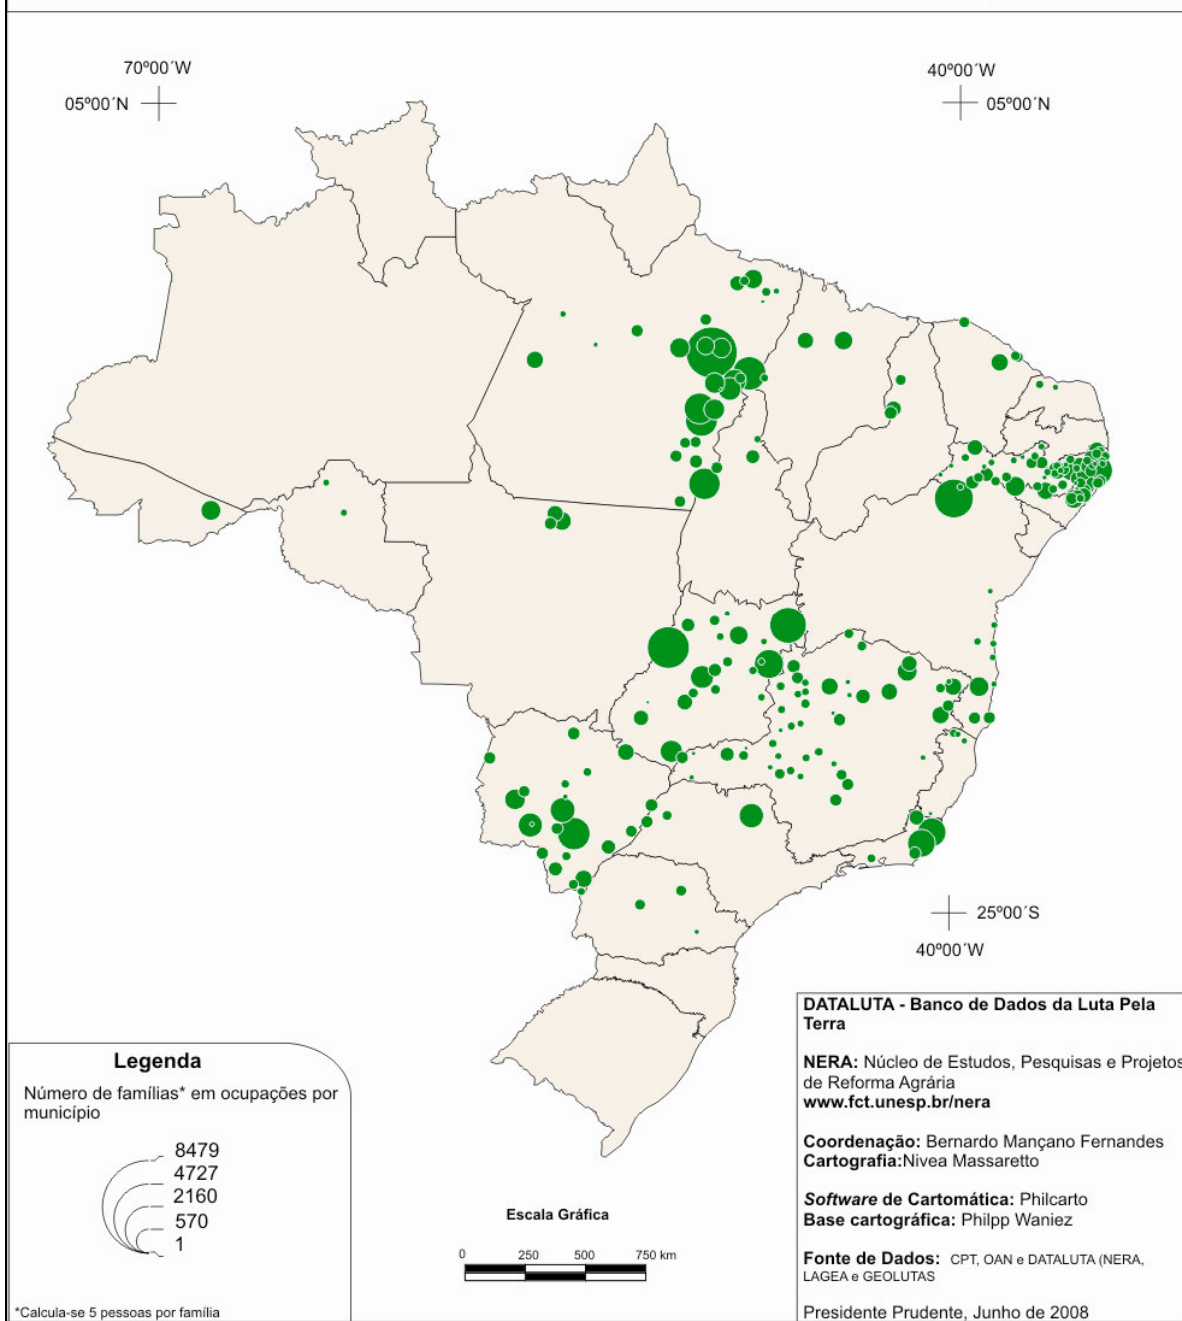 70º00´W
40º00´W
05º00´N
05º00´N
25º00´S
40º00´W
Legenda
Número de famílias* em ocupações por
município
8479
4727
2160
570
1
*Calcula-se 5 pessoas por família
Escala Gráfica
0 250 500 750 km
DATALUTA - Banco de Dados da Luta Pela
Terra
NERA: Núcleo de Estudos, Pesquisas e Projetos
de Reforma Agrária
www.fct.unesp.br/nera
Coordenação: Bernardo Mançano Fernandes
Cartografia:Nivea Massaretto
Software de Cartomática: Philcarto
Base cartográfica: Philpp Waniez
Fonte de Dados: CPT, OAN e DATALUTA (NERA,
LAGEA e GEOLUTAS
Presidente Prudente, Junho de 2008